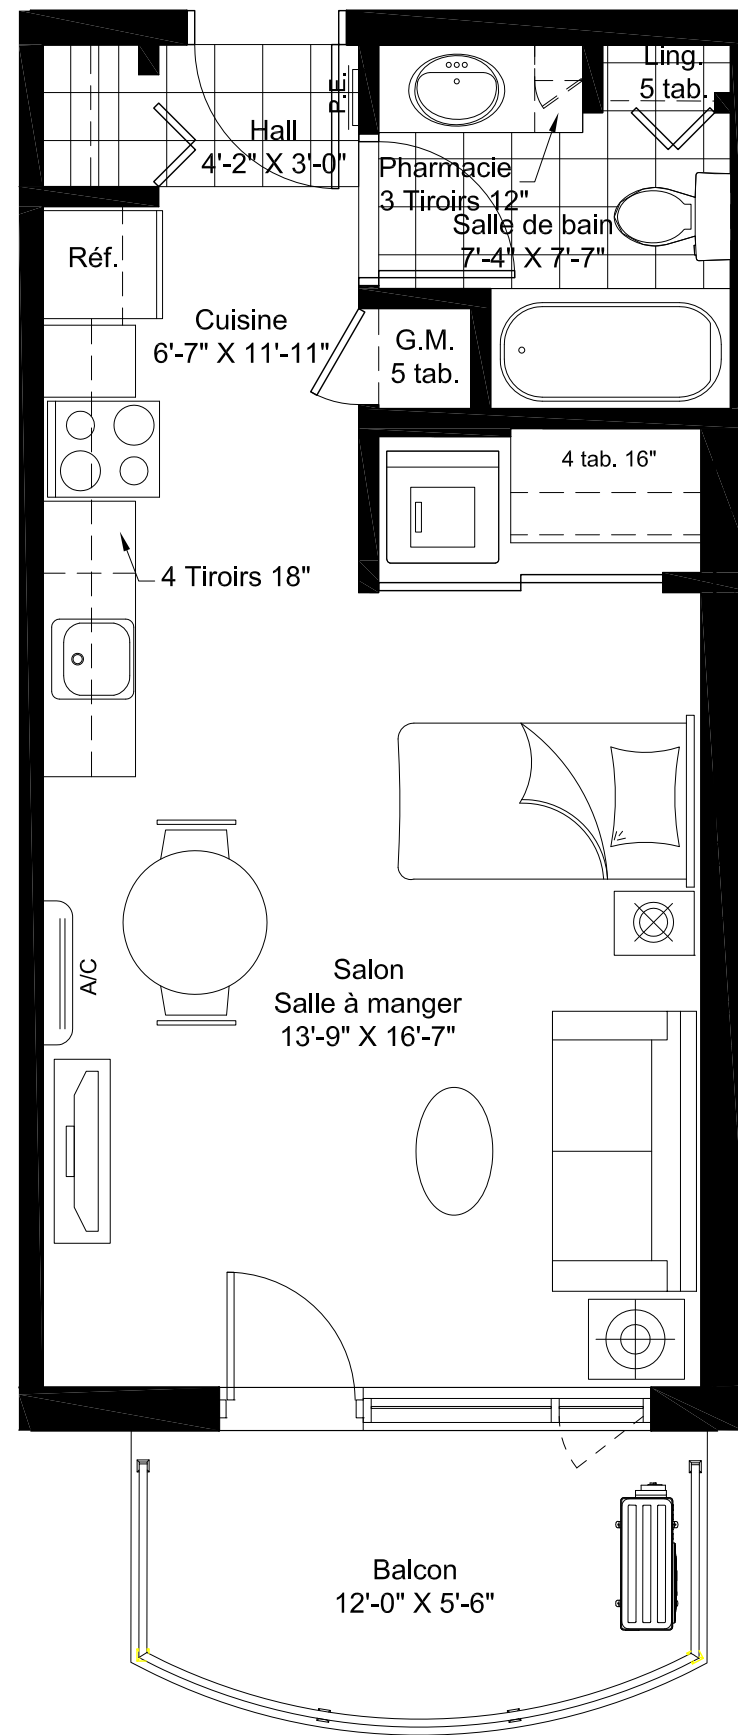 Ling.
5 tab.
P.E.
Hall
4'-2" X 3'-0"
Pharmacie
3 Tiroirs 12"
Salle de bain
7'-4" X 7'-7"
Réf.
Cuisine
6'-7" X 11'-11"
G.M.
5 tab.
4 tab. 16"
4 Tiroirs 18"
A/C
Salon
Salle à manger
13'-9" X 16'-7"
Balcon
12'-0" X 5'-6"